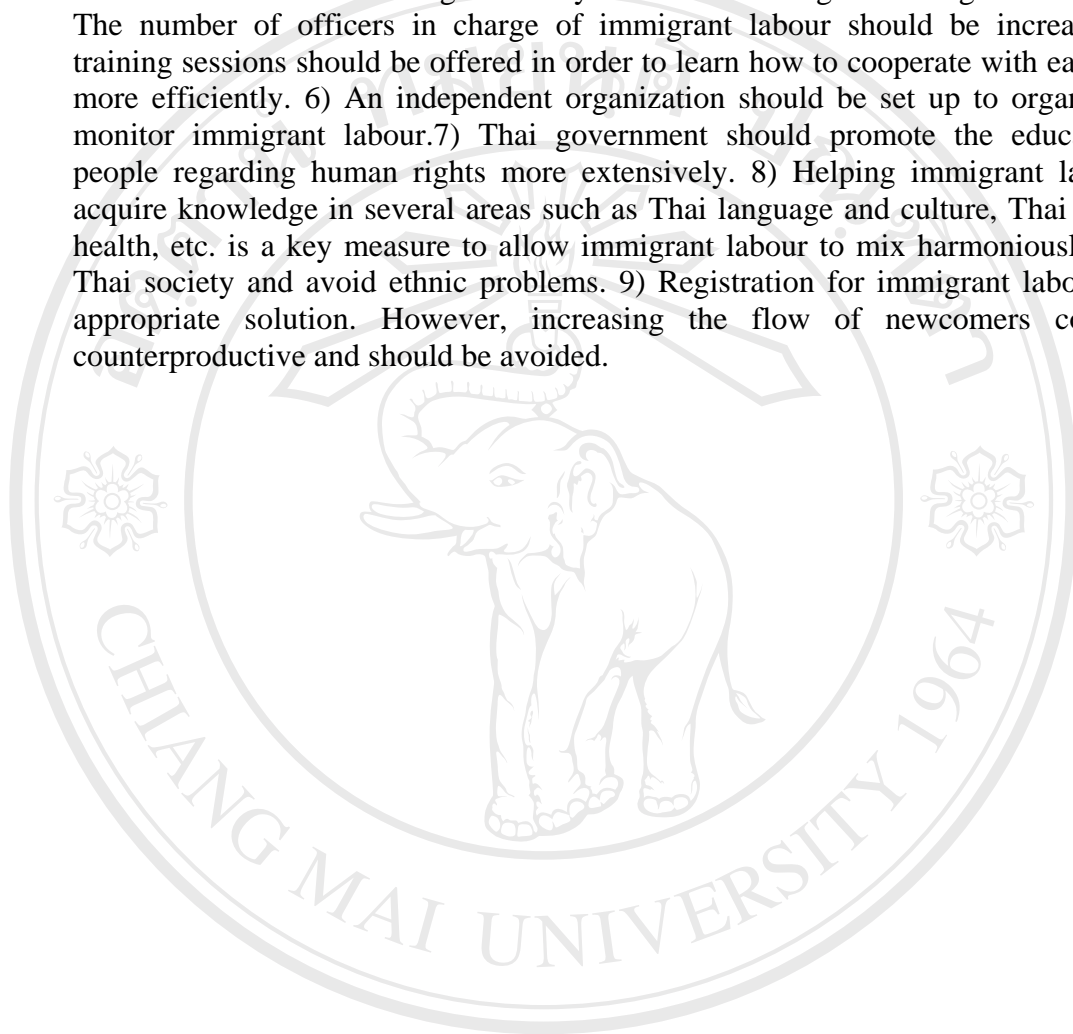 The number of officers in charge of immigrant labour should be increa
training sessions should be offered in order to learn how to cooperate with ea
more efficiently. 6) An independent organization should be set up to organ
monitor immigrant labour.7) Thai government should promote the educ
people regarding human rights more extensively. 8) Helping immigrant la
acquire knowledge in several areas such as Thai language and culture, Thai
health, etc. is a key measure to allow immigrant labour to mix harmoniously
Thai society and avoid ethnic problems. 9) Registration for immigrant labo
appropriate solution. However, increasing the flow of newcomers co
counterproductive and should be avoided.
CHIANG MAI UNIVERSITY 1964